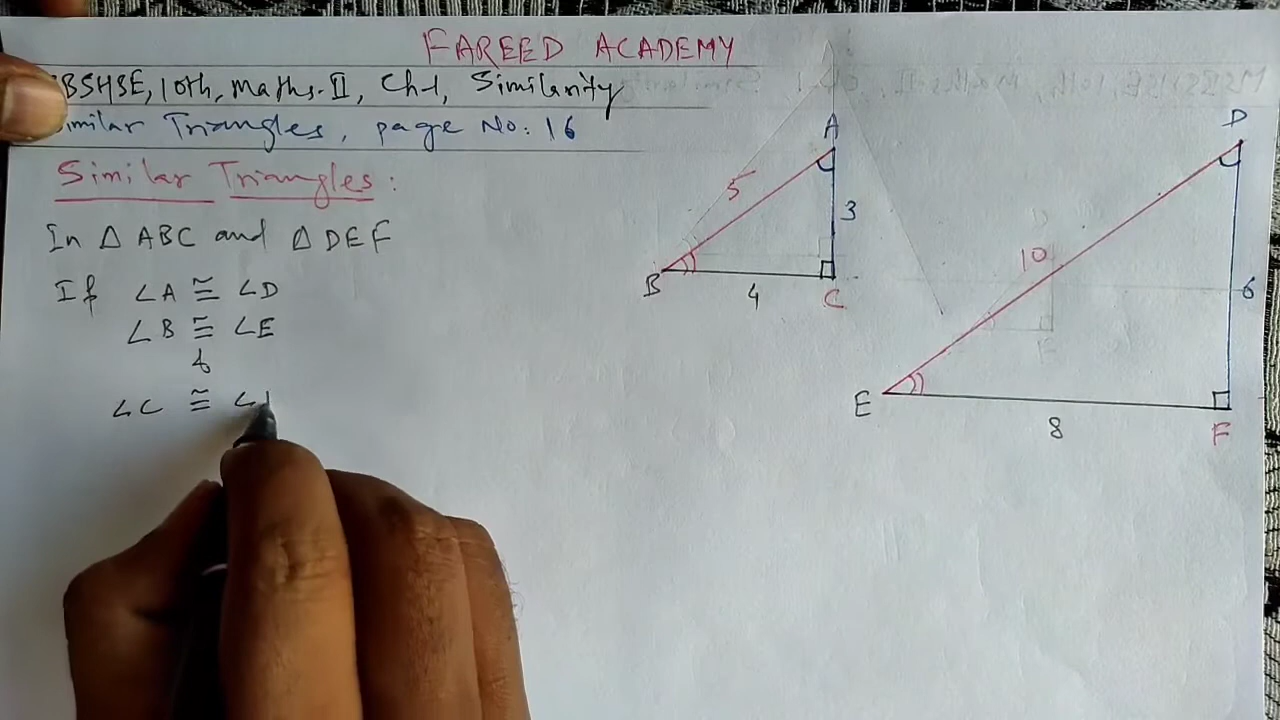 FAREED ACADEMY
BSHSE, 10th, Maths-II, Ch-1, Similarity
imilar Triangles, page No: 16
Similar Triangles:
In △ ABC and △ DEF
If ∠A ≅ ∠D
∠B ≅ ∠E
&
∠C ≅ ∠
A
5
3
B
4
C
D
10
6
E
8
F